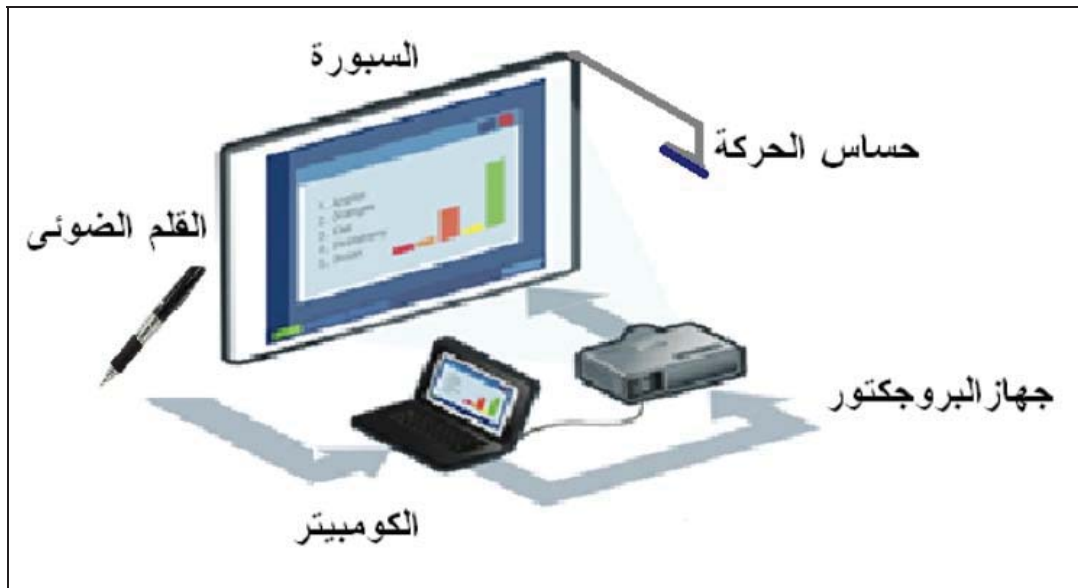 السبورة
حساس الحركة
القلم الضوئى
جهاز البروجكتور
الكومبيتر